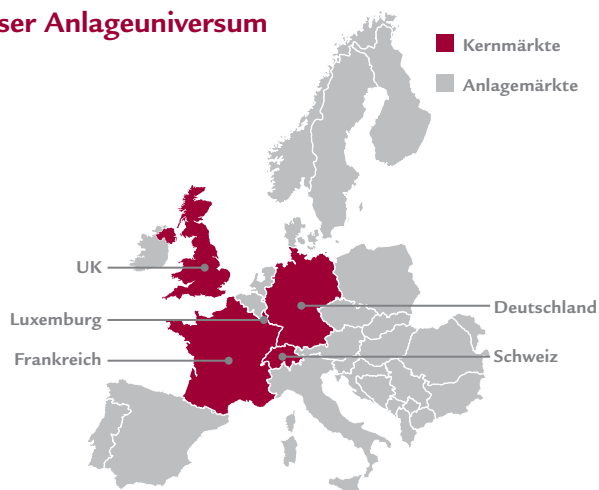 ser Anlageuniversum
Kernmärkte
Anlagemärkte
UK
Luxemburg
Frankreich
Deutschland
Schweiz